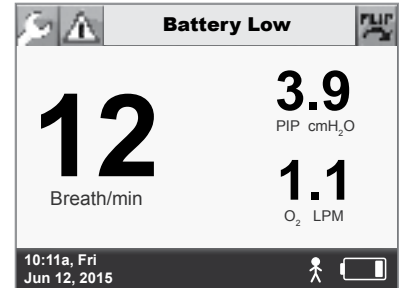 Battery Low
FLIP
12
Breath/min
3.9
PIP cmH₂O
1.1
O₂ LPM
10:11a, Fri
Jun 12, 2015